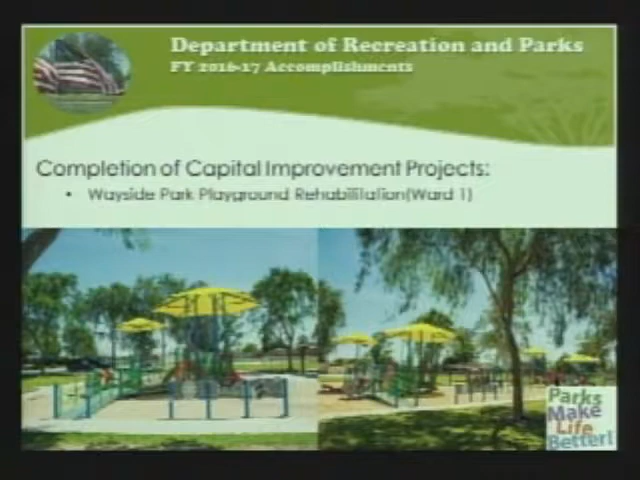 Department of Recreation and Parks
FY 2016-17 Accomplishments
Completion of Capital Improvement Projects:
• Wayside Park Playground Rehabilitation(Ward 1)
Parks
Make
Life
Better!